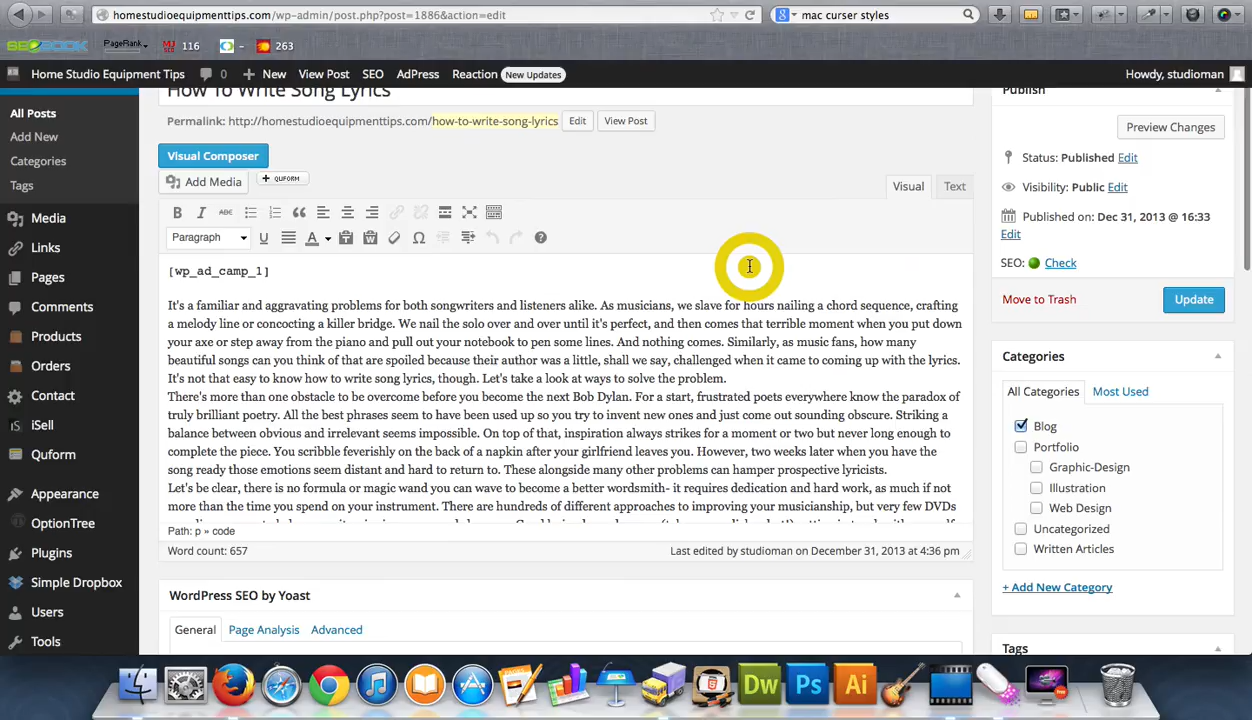 homestudioequipmenttips.com/wp-admin/post.php?post=1886&action=edit
mac curser styles
SEOBOOK
PageRank
116
-
263
Home Studio Equipment Tips
0
New
View Post
SEO
AdPress
Reaction
New Updates
Howdy, studioman
All Posts
Add New
Categories
Tags
Media
Links
Pages
Comments
Projects
Orders
Contact
iSell
Quform
Appearance
OptionTree
Plugins
Simple Dropbox
Users
Tools
How To Write Song Lyrics
Permalink: http://homestudioequipmenttips.com/how-to-write-song-lyrics
Edit
View Post
Visual Composer
Add Media
+ QUFORM
Visual
Text
B I ABC
Paragraph
[wp_ad_camp_1]
It's a familiar and aggravating problems for both songwriters and listeners alike. As musicians, we slave for hours nailing a chord sequence, crafting
a melody line or concocting a killer bridge. We nail the solo over and over until it's perfect, and then comes that terrible moment when you put down
your axe or step away from the piano and pull out your notebook to pen some lines. And nothing comes. Similarly, as music fans, how many
beautiful songs can you think of that are spoiled because their author was a little, shall we say, challenged when it came to coming up with the lyrics.
It's not that easy to know how to write song lyrics, though. Let's take a look at ways to solve the problem.
There's more than one obstacle to be overcome before you become the next Bob Dylan. For a start, frustrated poets everywhere know the paradox of
truly brilliant poetry. All the best phrases seem to have been used up so you try to invent new ones and just come out sounding obscure. Striking a
balance between obvious and irrelevant seems impossible. On top of that, inspiration always strikes for a moment or two but never long enough to
complete the piece. You scribble feverishly on the back of a napkin after your girlfriend leaves you. However, two weeks later when you have the
song ready those emotions seem distant and hard to return to. These alongside many other problems can hamper prospective lyricists.
Let's be clear, there is no formula or magic wand you can wave to become a better wordsmith- it requires dedication and hard work, as much if not
more than the time you spend on your instrument. There are hundreds of different approaches to improving your musicianship, but very few DVDs
Path: p » code
Word count: 657
Last edited by studioman on December 31, 2013 at 4:36 pm
WordPress SEO by Yoast
General
Page Analysis
Advanced
Publish
Preview Changes
Status: Published Edit
Visibility: Public Edit
Published on: Dec 31, 2013 @ 16:33
Edit
SEO: Check
Move to Trash
Update
Categories
All Categories
Most Used
Blog
Portfolio
Graphic-Design
Illustration
Web Design
Uncategorized
Written Articles
+ Add New Category
Tags
Dw
Ps
Ai